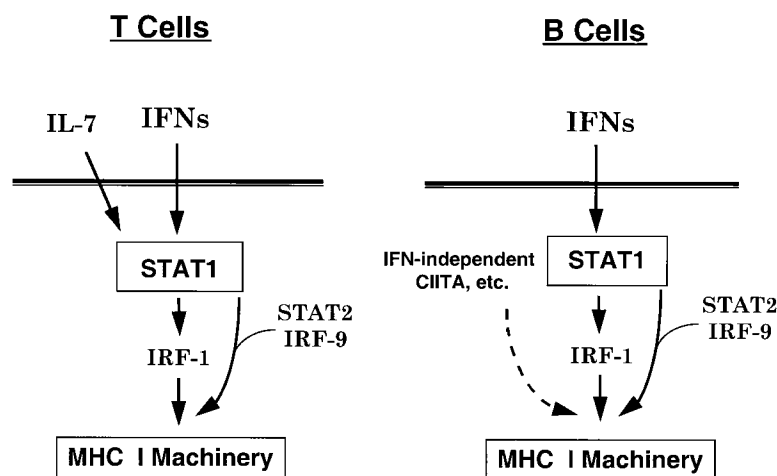 T Cells
IL-7
IFNs
STAT1
STAT2
IRF-9
IRF-1
MHC I Machinery
B Cells
IFNs
IFN-independent
CIITA, etc.
STAT1
STAT2
IRF-9
IRF-1
MHC I Machinery